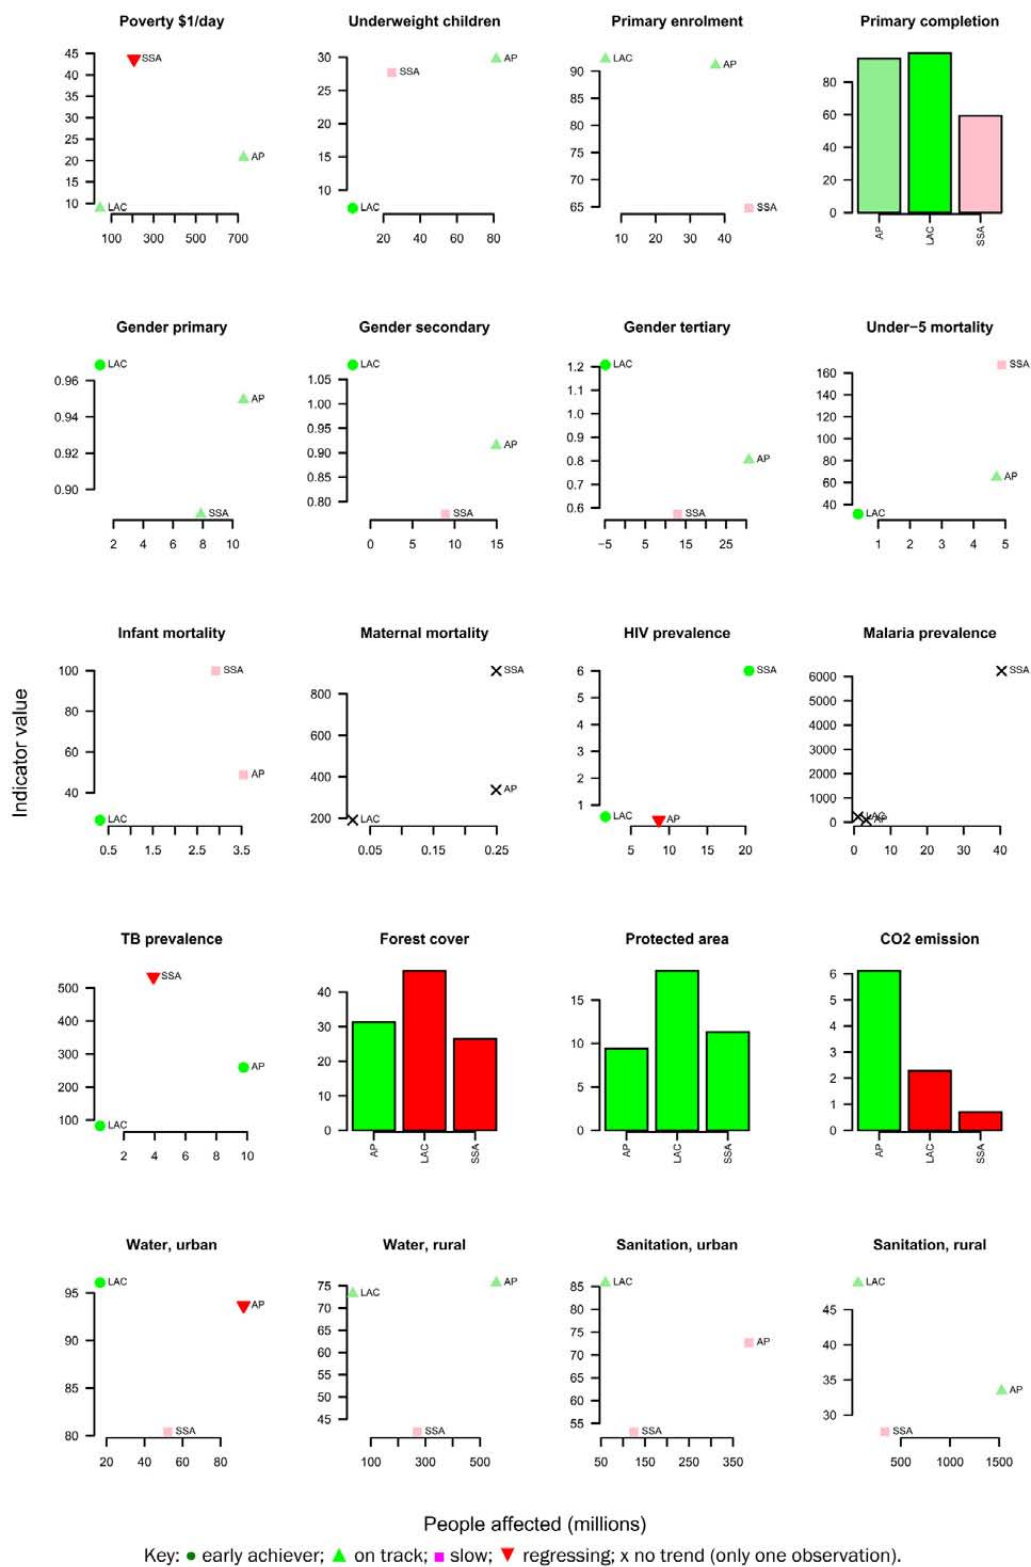 Poverty $1/day
Underweight children
Primary enrolment
Primary completion
45
40
35
30
25
20
15
10
SSA
AP
LAC
100 300 500 700
30
25
20
15
10
AP
SSA
LAC
20 40 60 80
90
85
80
75
70
65
LAC
AP
SSA
10 20 30 40
80
60
40
20
0
AP
LAC
SSA
Gender primary
Gender secondary
Gender tertiary
Under−5 mortality
0.96
0.94
0.92
0.90
LAC
AP
SSA
2 4 6 8 10
1.05
1.00
0.95
0.90
0.85
0.80
LAC
AP
SSA
0 5 10 15
1.2
1.1
1.0
0.9
0.8
0.7
0.6
LAC
AP
SSA
−5 5 15 25
160
140
120
100
80
60
40
SSA
AP
LAC
1 2 3 4 5
Indicator value
Infant mortality
Maternal mortality
HIV prevalence
Malaria prevalence
100
80
60
40
SSA
AP
LAC
0.5 1.5 2.5 3.5
800
600
400
200
SSA
AP
LAC
0.05 0.15 0.25
6
5
4
3
2
1
SSA
LAC
AP
5 10 15 20
6000
5000
4000
3000
2000
1000
0
SSA
LAC
AP
0 10 20 30 40
TB prevalence
Forest cover
Protected area
CO2 emission
500
400
300
200
100
SSA
AP
LAC
2 4 6 8 10
40
30
20
10
0
AP
LAC
SSA
15
10
5
0
AP
LAC
SSA
6
5
4
3
2
1
0
AP
LAC
SSA
Water, urban
Water, rural
Sanitation, urban
Sanitation, rural
95
90
85
80
LAC
AP
SSA
20 40 60 80
75
70
65
60
55
50
45
AP
LAC
SSA
100 300 500
85
80
75
70
65
60
55
LAC
AP
SSA
50 150 250 350
45
40
35
30
LAC
AP
SSA
500 1000 1500
People affected (millions)
Key: ● early achiever; ▲ on track; ■ slow; ▼ regressing; x no trend (only one observation).